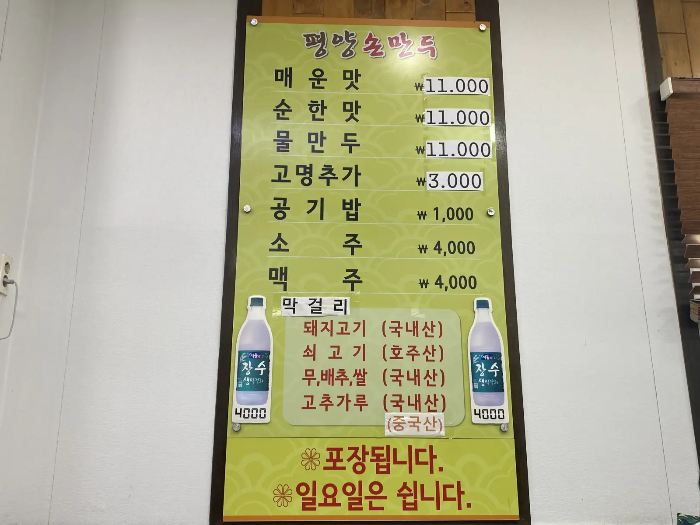 평양손만두
매운맛 ₩11.000
순한맛 ₩11.000
물만두 ₩11.000
고명추가 ₩3.000
공기밥 ₩1,000
소주 ₩4,000
맥주 ₩4,000
막걸리
돼지고기 (국내산)
쇠고기 (호주산)
무,배추,쌀 (국내산)
고추가루 (국내산)
(중국산)
장수
4000
장수
4000
포장됩니다.
일요일은 쉽니다.